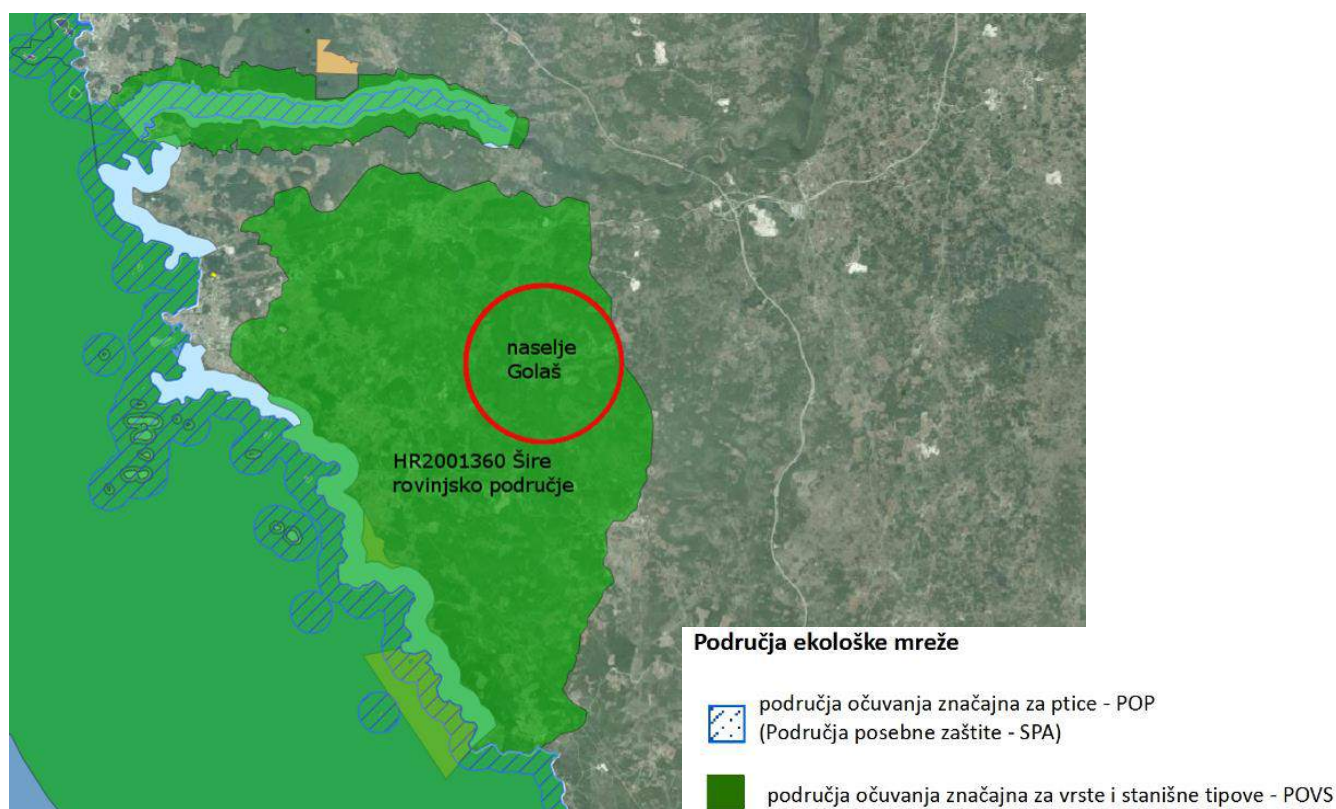 naselje
Golaš
HR2001360 Šire
rovinjsko područje
Područja ekološke mreže
područja očuvanja značajna za ptice - POP
(Područja posebne zaštite - SPA)
područja očuvanja značajna za vrste i stanišne tipove - POVS